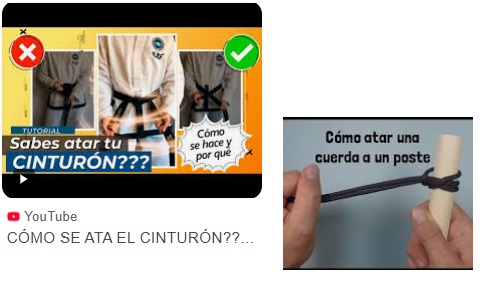 TUTORIAL
Sabes atar tu
CINTURÓN???
Cómo
se hace y
por qué
YouTube
CÓMO SE ATA EL CINTURÓN??...
Cómo atar una
cuerda a un poste